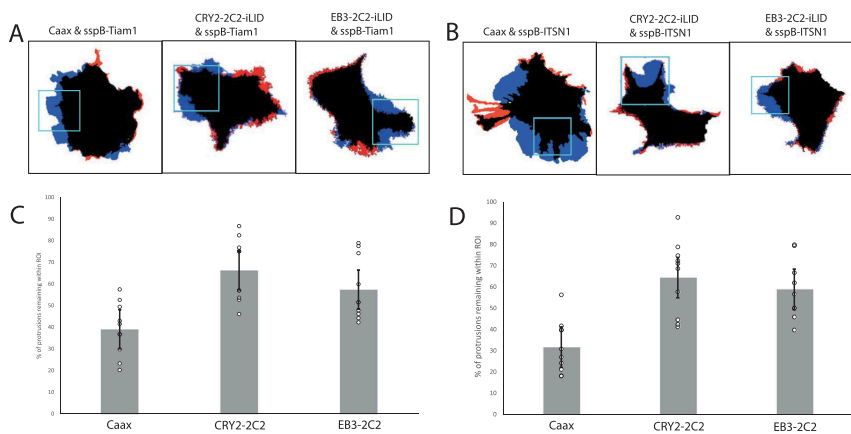 A
Caax & sspB-Tiam1
CRY2-2C2-iLID
& sspB-Tiam1
EB3-2C2-iLID
& sspB-Tiam1
B
Caax & sspB-ITSN1
CRY2-2C2-iLID
& sspB-ITSN1
EB3-2C2-iLID
& sspB-ITSN1
C
% of protrusions remaining within ROI
100
90
80
70
60
50
40
30
20
10
0
Caax
CRY2-2C2
EB3-2C2
D
% of protrusions remaining within ROI
100
90
80
70
60
50
40
30
20
10
0
Caax
CRY2-2C2
EB3-2C2